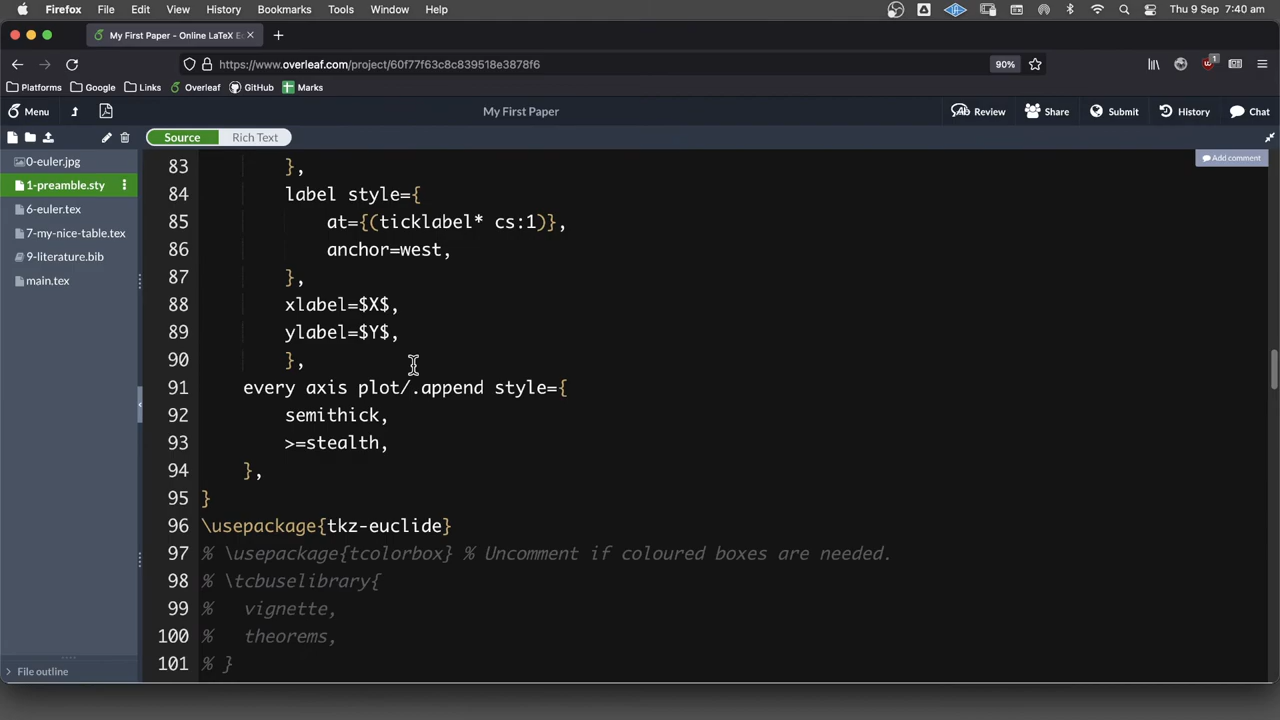 Firefox File Edit View History Bookmarks Tools Window Help Thu 9 Sep 7:40 am
My First Paper - Online LaTeX E
https://www.overleaf.com/project/60f77f63c8c839518e3878f6 90% 1
Platforms Google Links Overleaf GitHub Marks
Menu My First Paper Review Share Submit History Chat
Source Rich Text
Add comment
0-euler.jpg
1-preamble.sty
6-euler.tex
7-my-nice-table.tex
9-literature.bib
main.tex
File outline
83 },
84 label style={
85 at={(ticklabel* cs:1)},
86 anchor=west,
87 },
88 xlabel=$X$,
89 ylabel=$Y$,
90 },
91 every axis plot/.append style={
92 semithick,
93 >=stealth,
94 },
95 }
96 \usepackage{tkz-euclide}
97 % \usepackage{tcolorbox} % Uncomment if coloured boxes are needed.
98 % \tcbuselibrary{
99 % vignette,
100 % theorems,
101 % }